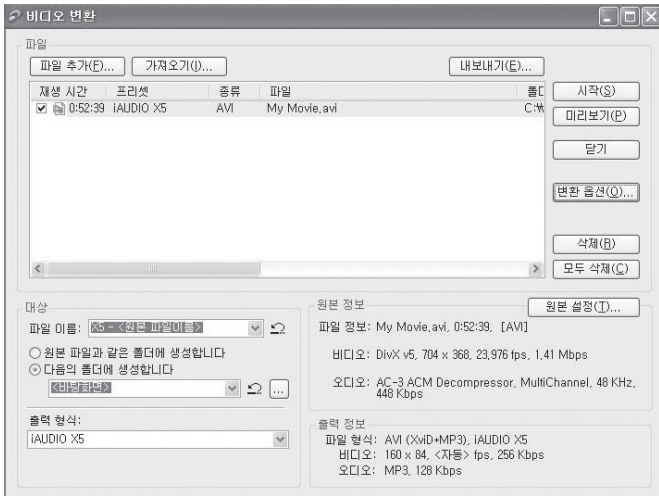 비디오 변환
파일
파일 추가(F)... 가져오기(I)... 내보내기(E)...
재생 시간 프리셋 종류 파일 폴더
0:52:39 iAUDIO X5 AVI My Movie.avi C:₩
시작(S)
미리보기(P)
닫기
변환 옵션(O)...
삭제(R)
모두 삭제(C)
대상
파일 이름: X5 - <원본 파일이름>
원본 파일과 같은 폴더에 생성합니다
다음의 폴더에 생성합니다
<바탕화면> ...
출력 형식:
iAUDIO X5
원본 정보 원본 설정(T)...
파일 정보: My Movie.avi, 0:52:39, [AVI]
비디오: DivX v5, 704 x 368, 23,976 fps, 1,41 Mbps
오디오: AC-3 ACM Decompressor, MultiChannel, 48 KHz,
448 Kbps
출력 정보
파일 형식: AVI (XviD+MP3), iAUDIO X5
비디오: 160 x 84, <자동> fps, 256 Kbps
오디오: MP3, 128 Kbps